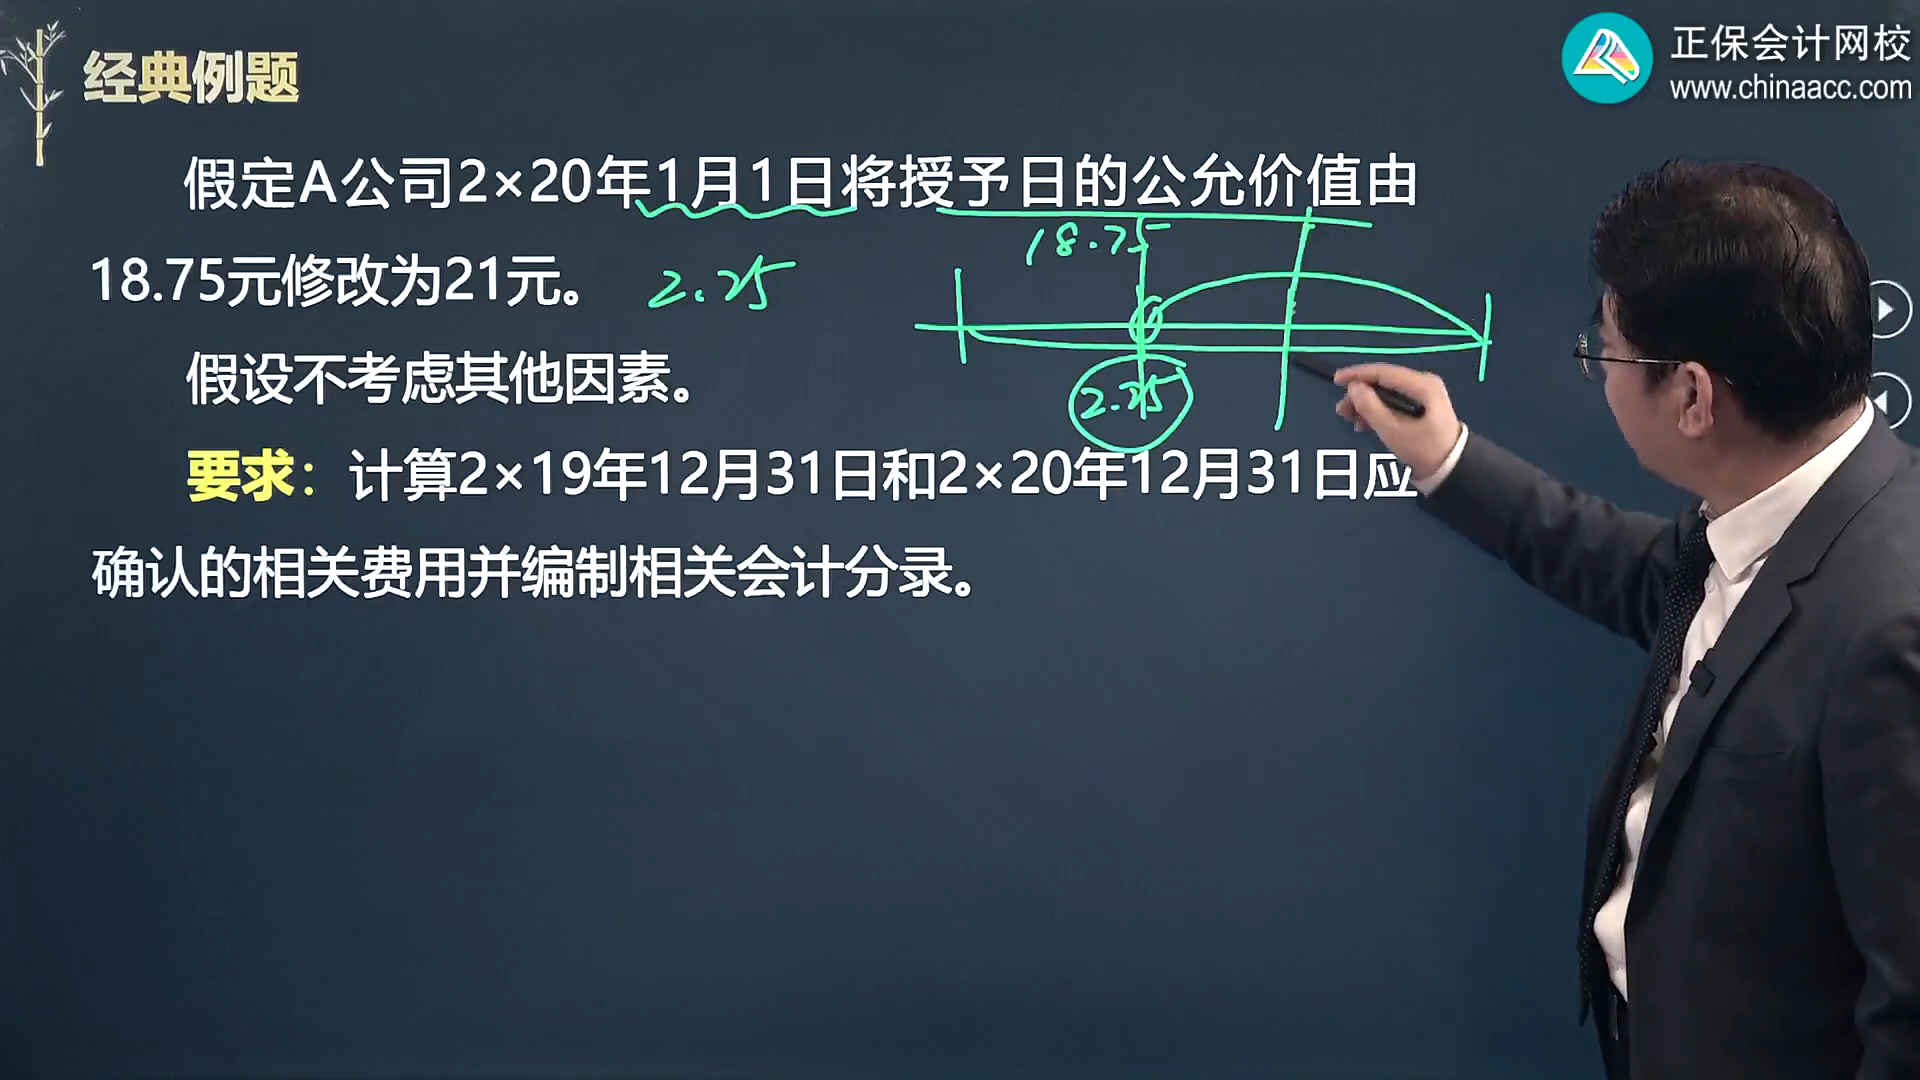 经典例题
正保会计网校
www.chinaacc.com
假定A公司2×20年1月1日将授予日的公允价值由
18.75
18.75元修改为21元。 2.25
2.25
假设不考虑其他因素。
要求：计算2×19年12月31日和2×20年12月31日应
确认的相关费用并编制相关会计分录。